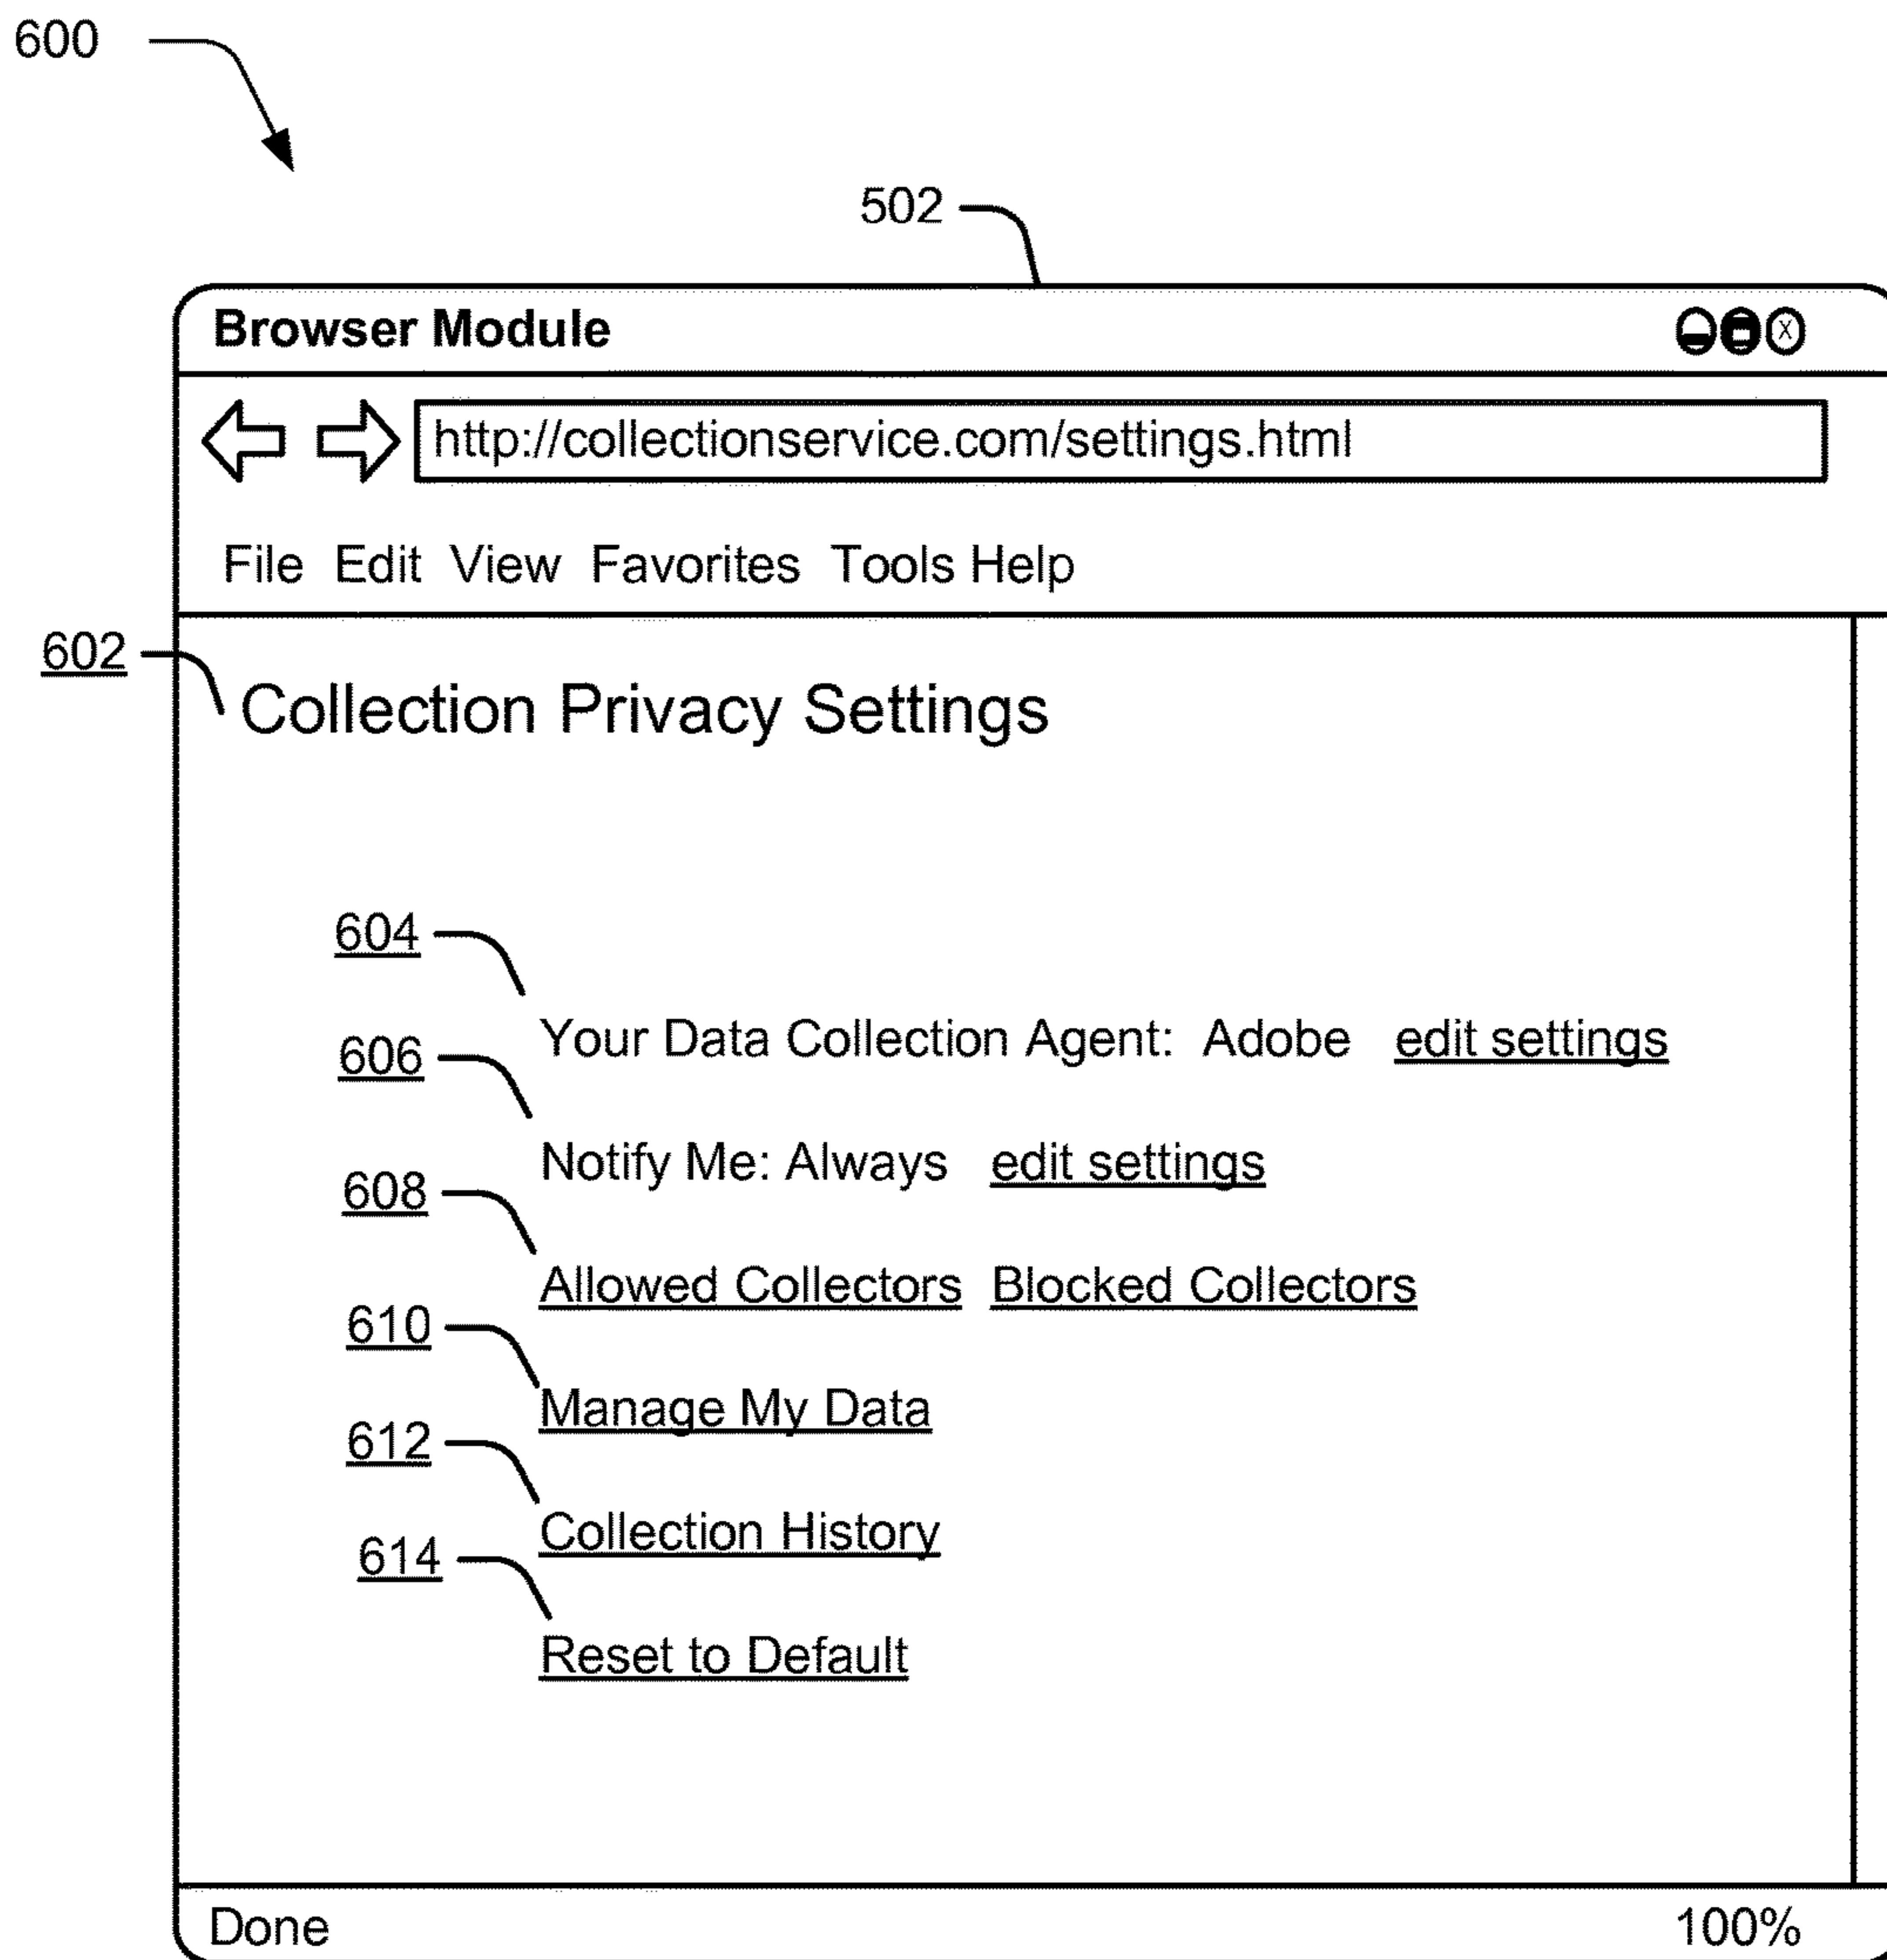 600
502
Browser Module
X
http://collectionservice.com/settings.html
File Edit View Favorites Tools Help
602
Collection Privacy Settings
604
Your Data Collection Agent: Adobe edit settings
606
Notify Me: Always edit settings
608
Allowed Collectors Blocked Collectors
610
Manage My Data
612
Collection History
614
Reset to Default
Done 100%